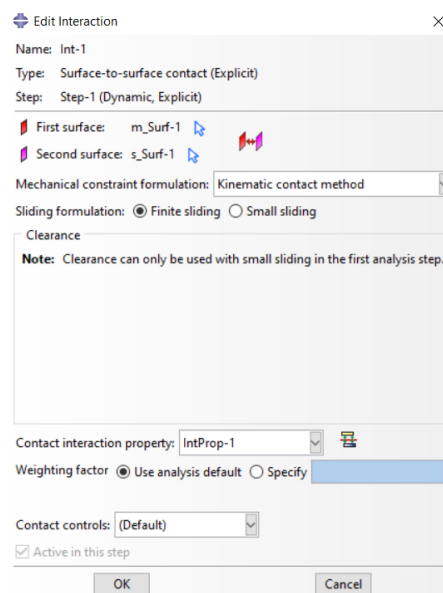 Edit Interaction
Name: Int-1
Type: Surface-to-surface contact (Explicit)
Step: Step-1 (Dynamic, Explicit)
First surface: m_Surf-1
Second surface: s_Surf-1
Mechanical constraint formulation: Kinematic contact method
Sliding formulation: Finite sliding Small sliding
Clearance
Note: Clearance can only be used with small sliding in the first analysis step.
Contact interaction property: IntProp-1
Weighting factor Use analysis default Specify
Contact controls: (Default)
Active in this step
OK Cancel